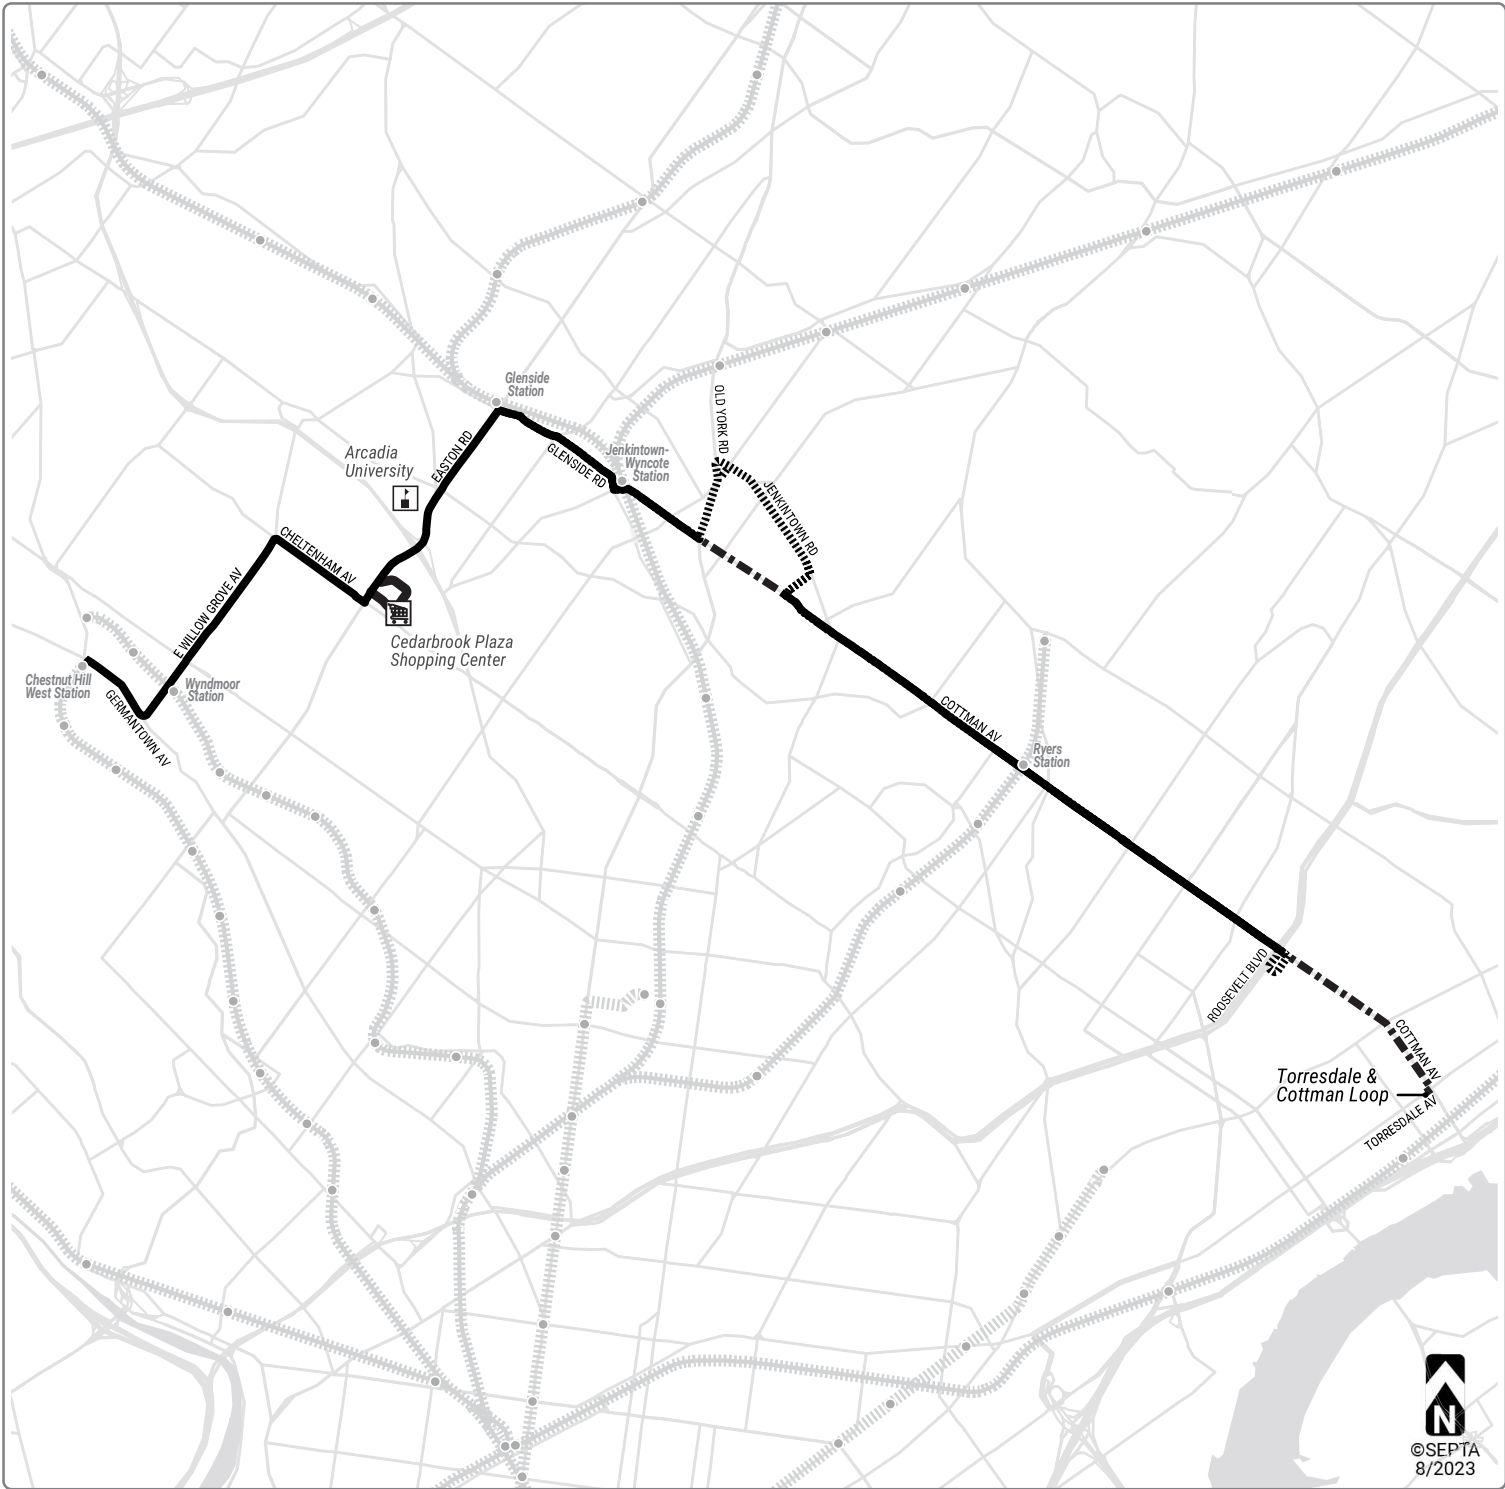 Glenside
Station
OLD YORK RD
Arcadia
University
EASTON RD
GLENSIDE RD
Jenkintown-
Wyncote
Station
JENKINTOWN RD
CHELTENHAM AV
E WILLOW GROVE AV
Cedarbrook Plaza
Shopping Center
Chestnut Hill
West Station
Wyndmoor
Station
GERMANTOWN AV
COTTMAN AV
Ryers
Station
ROOSEVELT BLVD
COTTMAN AV
Torresdale &
Cottman Loop
TORRESDALE AV
N
©SEPTA
8/2023